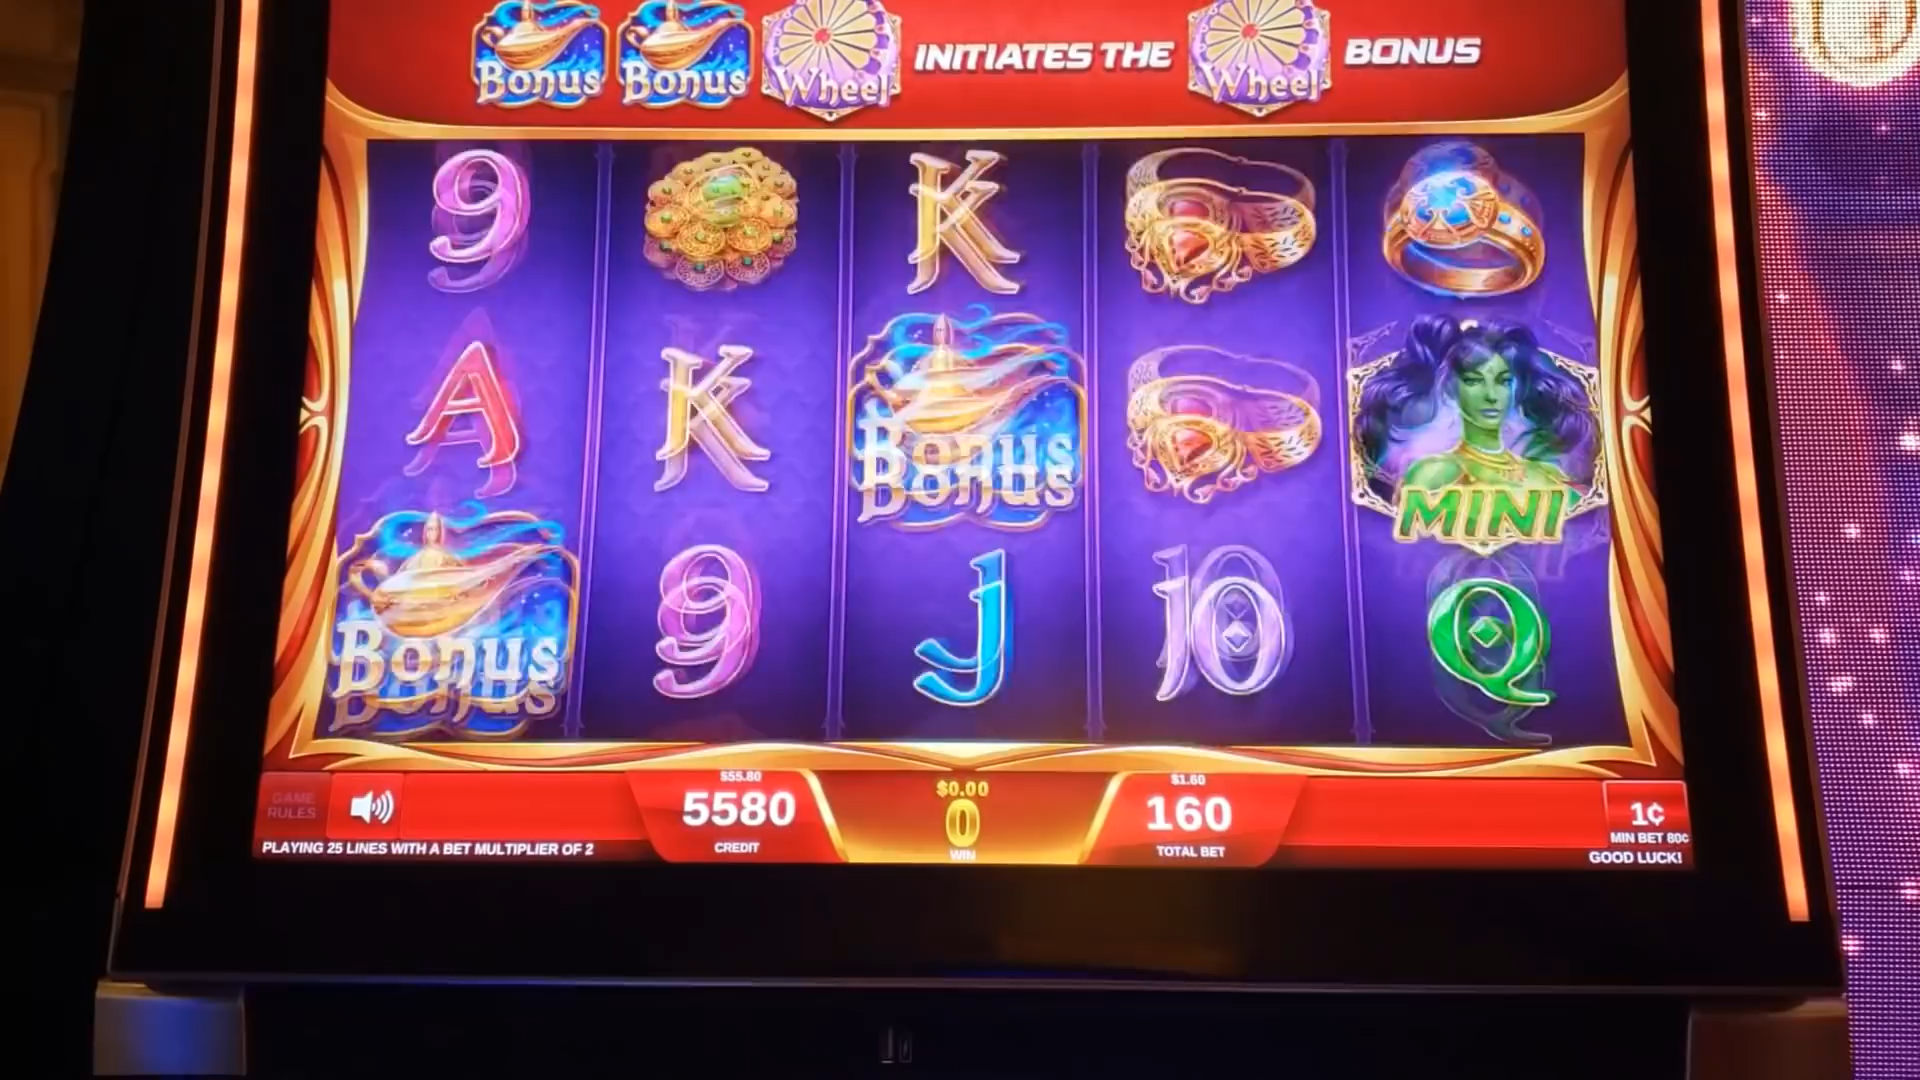 Bonus Bonus Wheel INITIATES THE Wheel BONUS
9 K
A K Bonus MINI
Bonus 9 J 10 Q
GAME RULES
$55.80
5580
CREDIT
$0.00
0
WIN
$1.60
160
TOTAL BET
1¢
MIN BET 80¢
PLAYING 25 LINES WITH A BET MULTIPLIER OF 2
GOOD LUCK!